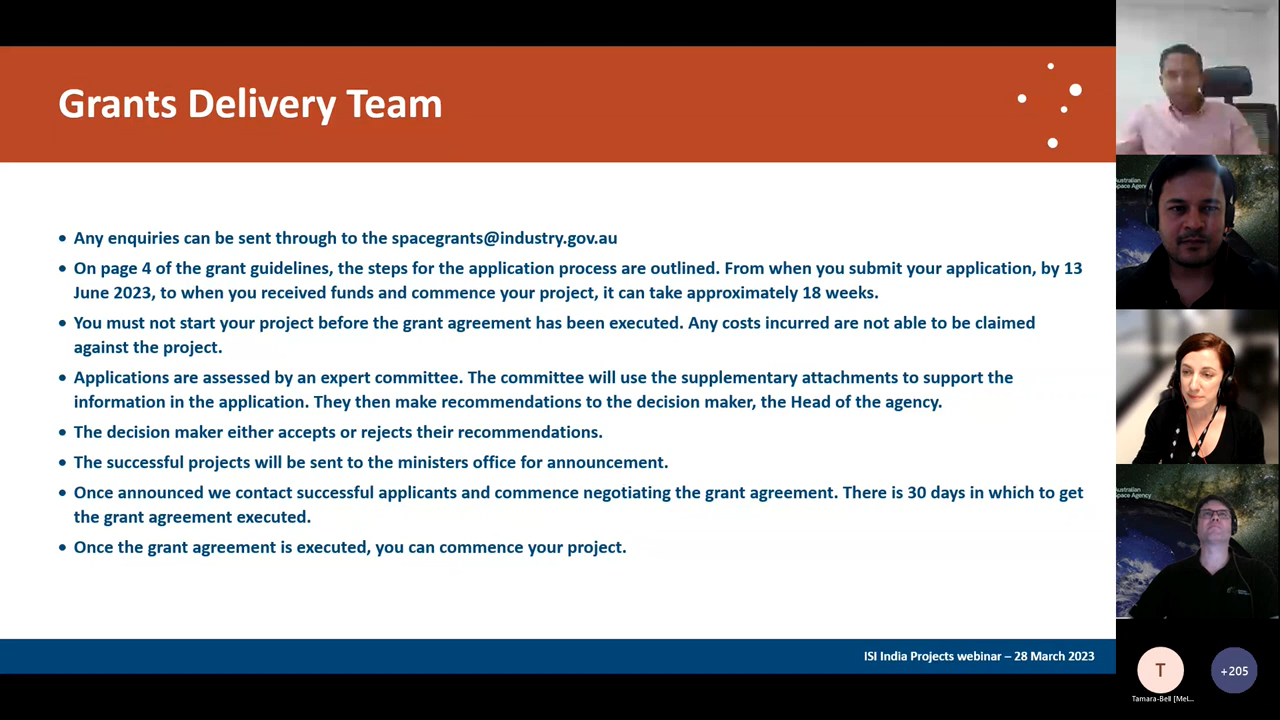 Grants Delivery Team
• Any enquiries can be sent through to the spacegrants@industry.gov.au
• On page 4 of the grant guidelines, the steps for the application process are outlined. From when you submit your application, by 13
June 2023, to when you received funds and commence your project, it can take approximately 18 weeks.
• You must not start your project before the grant agreement has been executed. Any costs incurred are not able to be claimed
against the project.
• Applications are assessed by an expert committee. The committee will use the supplementary attachments to support the
information in the application. They then make recommendations to the decision maker, the Head of the agency.
• The decision maker either accepts or rejects their recommendations.
• The successful projects will be sent to the ministers office for announcement.
• Once announced we contact successful applicants and commence negotiating the grant agreement. There is 30 days in which to get
the grant agreement executed.
• Once the grant agreement is executed, you can commence your project.
ISI India Projects webinar – 28 March 2023
Australian
Space Agency
Australian
Space Agency
T
+205
Tamara-Bell [Mel...